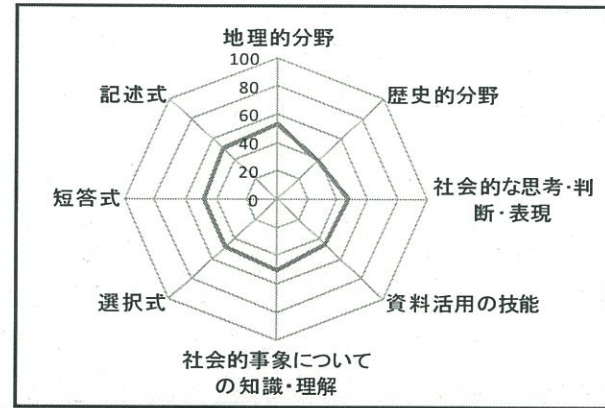 地理的分野
100
80
60
40
20
0
歴史的分野
社会的な思考・判
断・表現
資料活用の技能
社会的事象について
の知識・理解
選択式
短答式
記述式